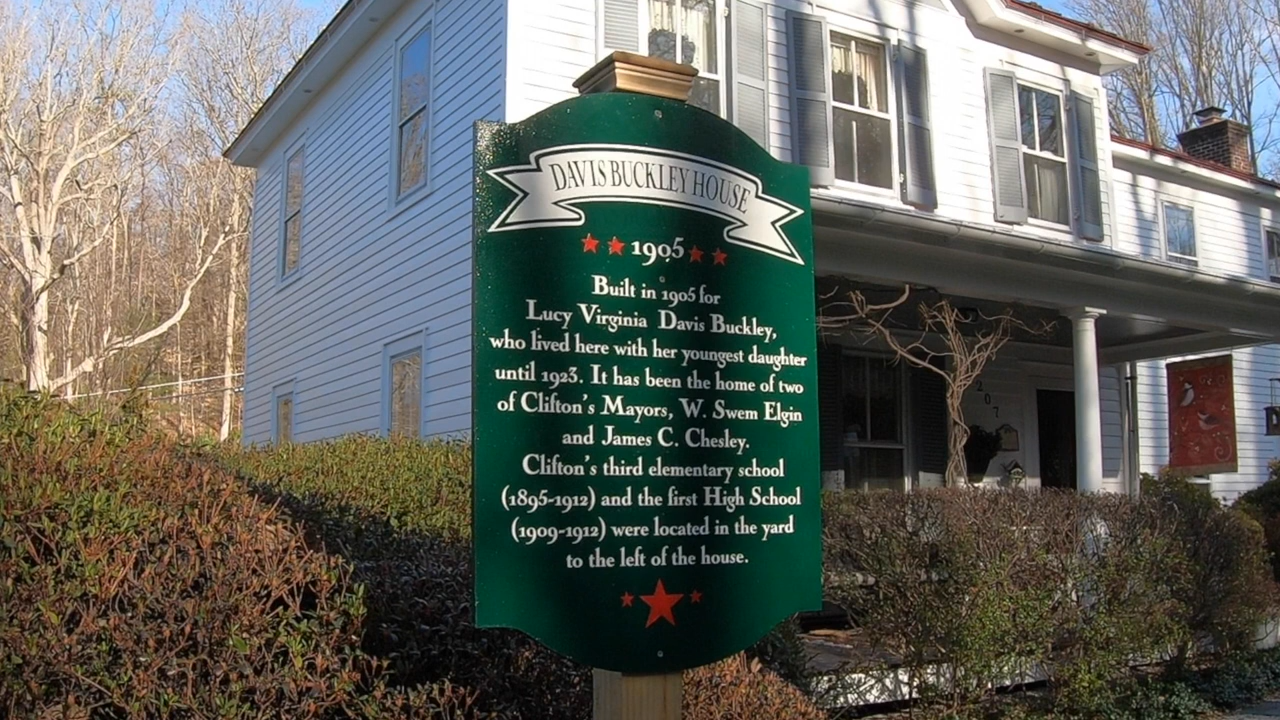 DAVIS BUCKLEY HOUSE
1905
Built in 1905 for
Lucy Virginia Davis Buckley,
who lived here with her youngest daughter
until 1923. It has been the home of two
of Clifton's Mayors, W. Swem Elgin
and James C. Chesley.
Clifton's third elementary school
(1895-1912) and the first High School
(1909-1912) were located in the yard
to the left of the house.
207